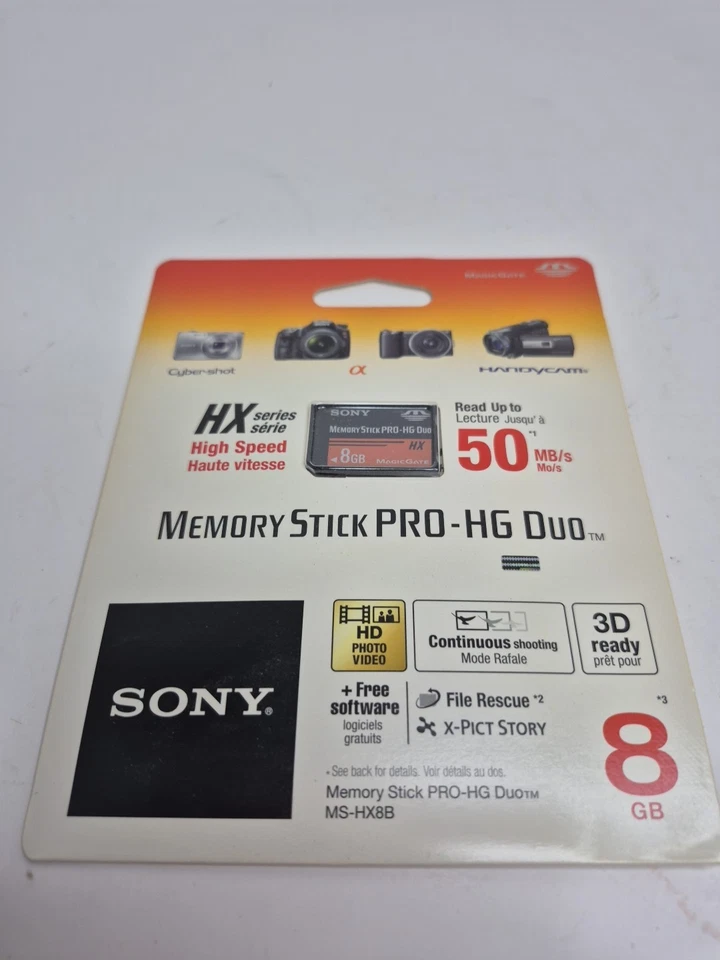 MAGICGATE
Cyber-shot
α
HANDYCAM®
HX series
série
High Speed
Haute vitesse
SONY
MEMORY STICK PRO-HG DUO
HX
8GB MAGICGATE
Read Up to
Lecture Jusqu' à
50 *1 MB/s
Mo/s
MEMORY STICK PRO-HG DUO™
SONY®
HD
PHOTO
VIDEO
Continuous shooting
Mode Rafale
3D
ready
prêt pour
+ Free
software
logiciels
gratuits
File Rescue *2
X-PICT STORY
*See back for details. Voir détails au dos.
Memory Stick PRO-HG Duo™
MS-HX8B
8 *3
GB